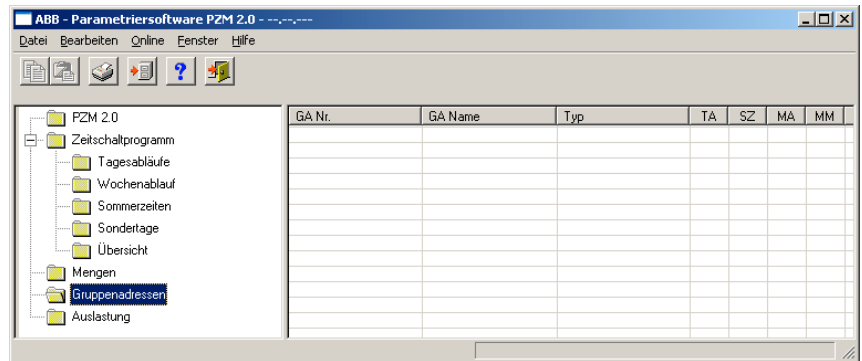 ABB - Parametriersoftware PZM 2.0 - --.--.---
Datei Bearbeiten Online Fenster Hilfe
?
PZM 2.0
Zeitschaltprogramm
Tagesabläufe
Wochenablauf
Sommerzeiten
Sondertage
Übersicht
Mengen
Gruppenadressen
Auslastung
GA Nr. GA Name Typ TA SZ MA MM